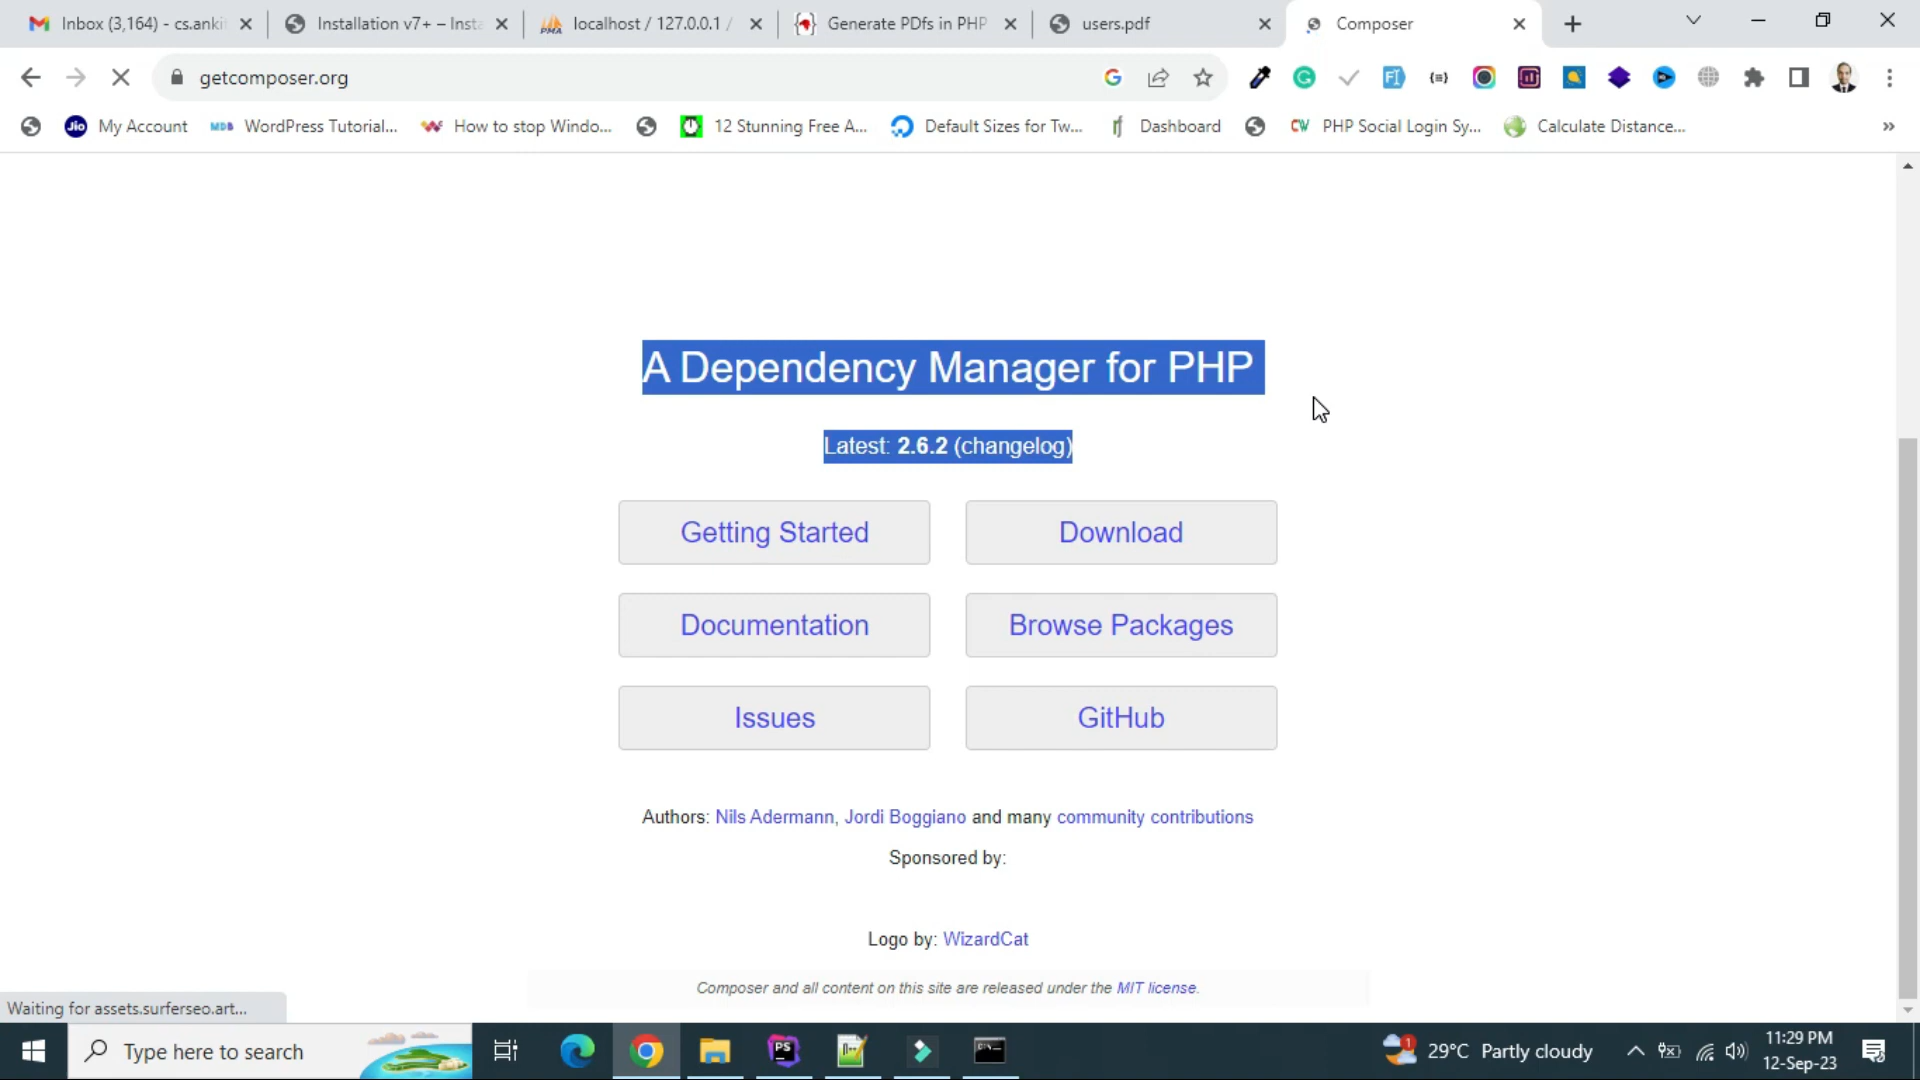 Inbox (3,164) - cs.anki
Installation v7+ – Insta
localhost / 127.0.0.1 /
Generate PDfs in PHP
users.pdf
Composer
getcomposer.org
My Account
WordPress Tutorial...
How to stop Windo...
12 Stunning Free A...
Default Sizes for Tw...
Dashboard
PHP Social Login Sy...
Calculate Distance...
A Dependency Manager for PHP
Latest: 2.6.2 (changelog)
Getting Started
Download
Documentation
Browse Packages
Issues
GitHub
Authors: Nils Adermann, Jordi Boggiano and many community contributions
Sponsored by:
Logo by: WizardCat
Composer and all content on this site are released under the MIT license.
Waiting for assets.surferseo.art...
Type here to search
29°C Partly cloudy
11:29 PM
12-Sep-23